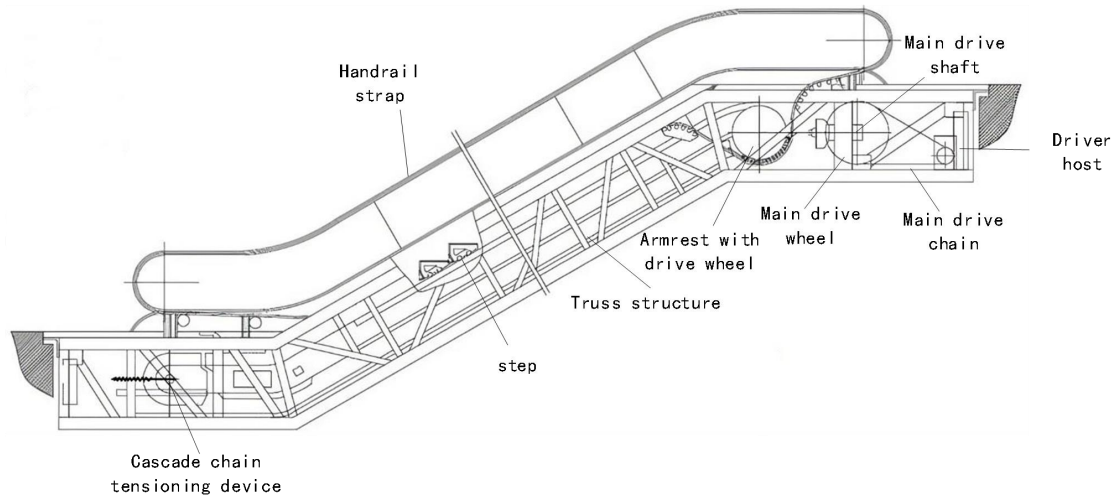 Main drive
shaft
Handrail
strap
Driver
host
Main drive
wheel
Main drive
chain
Armrest with
drive wheel
Truss structure
step
Cascade chain
tensioning device